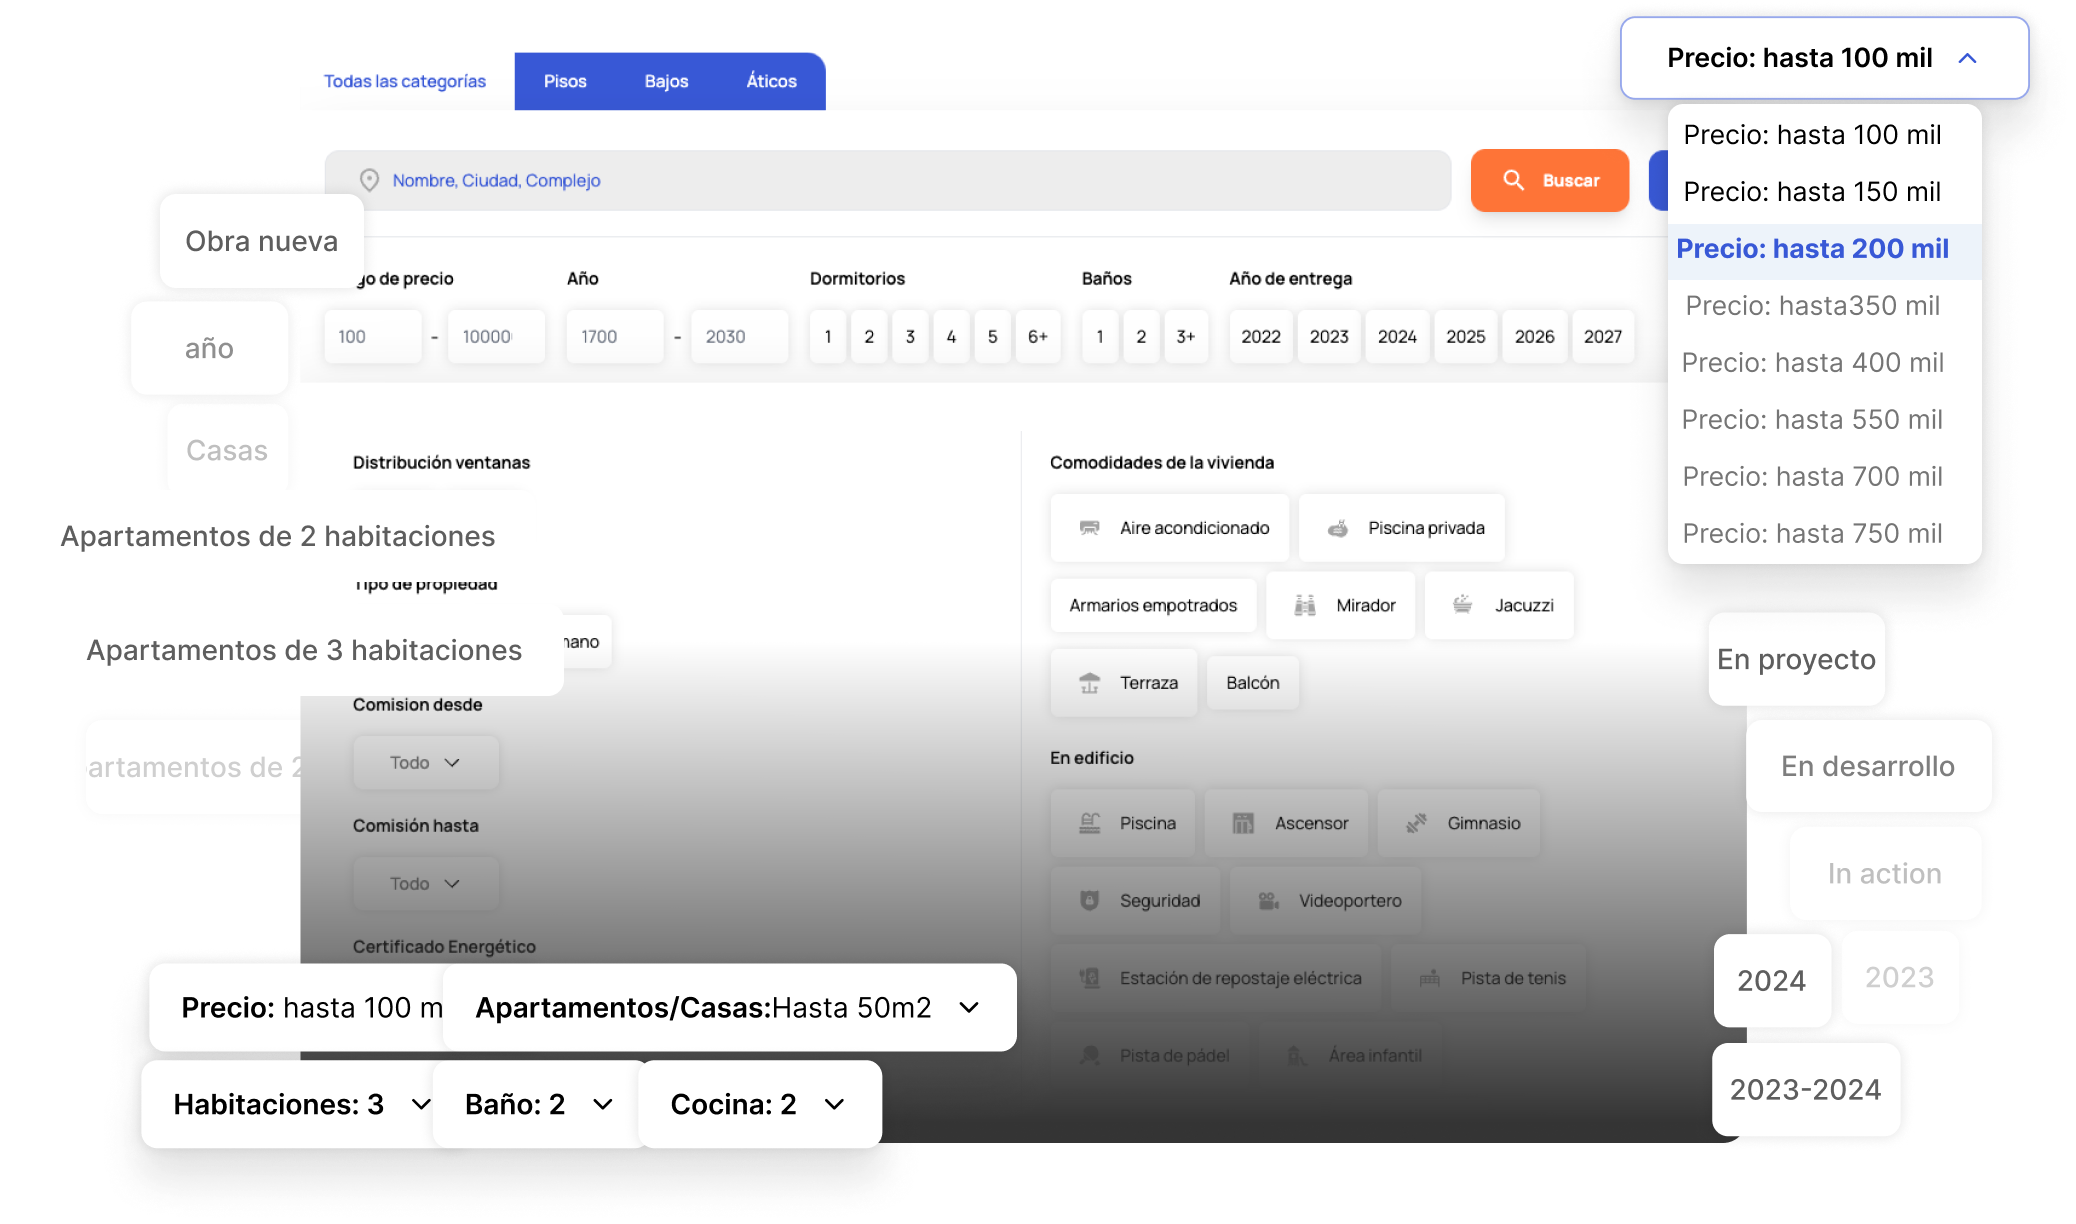 Precio: hasta 100 mil
Todas las categorías Pisos Bajos Áticos
Precio: hasta 100 mil
Precio: hasta 150 mil
Precio: hasta 200 mil
Precio: hasta350 mil
Precio: hasta 400 mil
Precio: hasta 550 mil
Precio: hasta 700 mil
Precio: hasta 750 mil
Nombre, Ciudad, Complejo
Buscar
Obra nueva
año
Casas
go de precio
100 - 10000
Año
1700 - 2030
Dormitorios
1 2 3 4 5 6+
Baños
1 2 3+
Año de entrega
2022 2023 2024 2025 2026 2027
Distribución ventanas
Apartamentos de 2 habitaciones
Tipo de propiedad
Apartamentos de 3 habitaciones
mano
artamentos de 2
Comision desde
Todo
Comisión hasta
Todo
Certificado Energético
Comodidades de la vivienda
Aire acondicionado Piscina privada
Armarios empotrados Mirador Jacuzzi
Terraza Balcón
En edificio
Piscina Ascensor Gimnasio
Seguridad Videoportero
Estación de repostaje eléctrica Pista de tenis
Pista de pádel Área infantil
En proyecto
En desarrollo
In action
2024 2023
2023-2024
Precio: hasta 100 m
Apartamentos/Casas:Hasta 50m2
Habitaciones: 3 Baño: 2 Cocina: 2